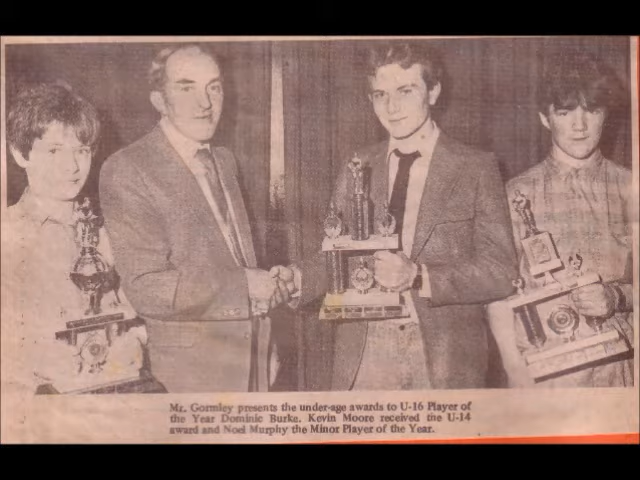 Mr. Gormley presents the under-age awards to U-16 Player of
the Year Dominic Burke. Kevin Moore received the U-14
award and Noel Murphy the Minor Player of the Year.